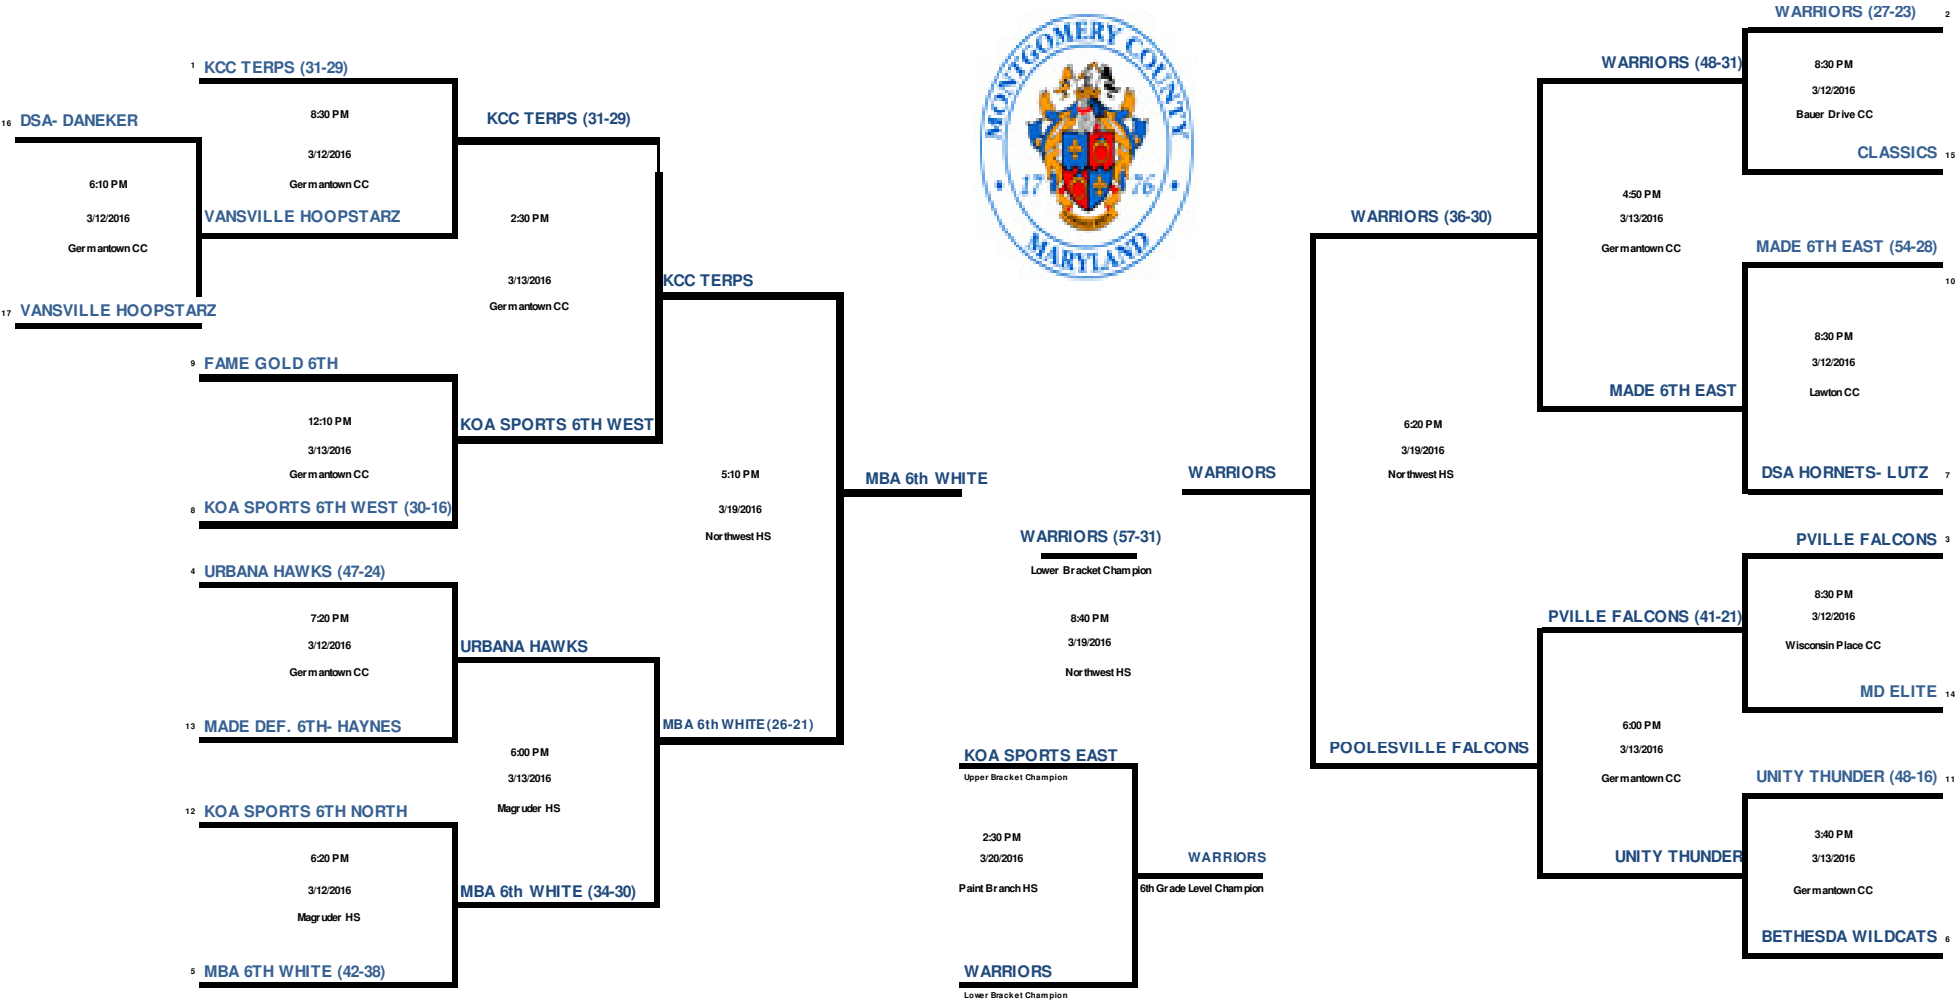 1 KCC TERPS (31-29)
8:30 PM
3/12/2016
Germantown CC
16 DSA- DANEKER
6:10 PM
3/12/2016
Germantown CC
VANSVILLE HOOPSTARZ
17 VANSVILLE HOOPSTARZ
KCC TERPS (31-29)
2:30 PM
3/13/2016
Germantown CC
9 FAME GOLD 6TH
12:10 PM
3/13/2016
Germantown CC
8 KOA SPORTS 6TH WEST (30-16)
KOA SPORTS 6TH WEST
KCC TERPS
4 URBANA HAWKS (47-24)
7:20 PM
3/12/2016
Germantown CC
13 MADE DEF. 6TH- HAYNES
URBANA HAWKS
6:00 PM
3/13/2016
Magruder HS
12 KOA SPORTS 6TH NORTH
6:20 PM
3/12/2016
Magruder HS
5 MBA 6TH WHITE (42-38)
MBA 6th WHITE (34-30)
MBA 6th WHITE(26-21)
5:10 PM
3/19/2016
Northwest HS
MBA 6th WHITE
MONTGOMERY COUNTY
17 76
MARYLAND
WARRIORS
WARRIORS (57-31)
Lower Bracket Champion
8:40 PM
3/19/2016
Northwest HS
KOA SPORTS EAST
Upper Bracket Champion
2:30 PM
3/20/2016
Paint Branch HS
WARRIORS
6th Grade Level Champion
WARRIORS
Lower Bracket Champion
WARRIORS (27-23) 2
8:30 PM
3/12/2016
Bauer Drive CC
CLASSICS 15
WARRIORS (48-31)
4:50 PM
3/13/2016
Germantown CC
MADE 6TH EAST (54-28)
10
8:30 PM
3/12/2016
Lawton CC
DSA HORNETS- LUTZ 7
MADE 6TH EAST
WARRIORS (36-30)
6:20 PM
3/19/2016
Northwest HS
PVILLE FALCONS 3
8:30 PM
3/12/2016
Wisconsin Place CC
MD ELITE 14
PVILLE FALCONS (41-21)
6:00 PM
3/13/2016
Germantown CC
UNITY THUNDER (48-16) 11
3:40 PM
3/13/2016
Germantown CC
BETHESDA WILDCATS 6
UNITY THUNDER
POOLESVILLE FALCONS